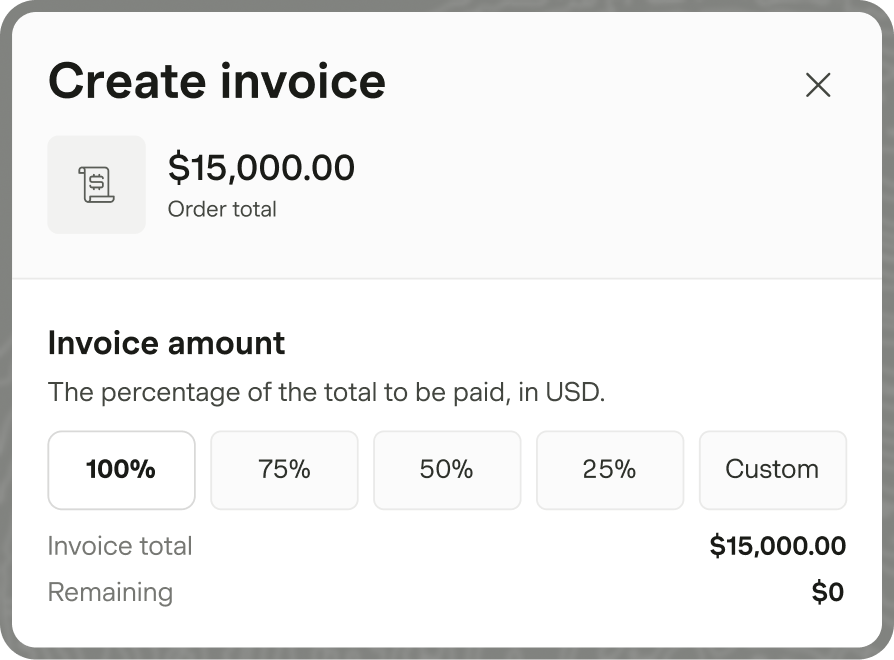 Create invoice
$15,000.00
Order total
Invoice amount
The percentage of the total to be paid, in USD.
100% 75% 50% 25% Custom
Invoice total $15,000.00
Remaining $0